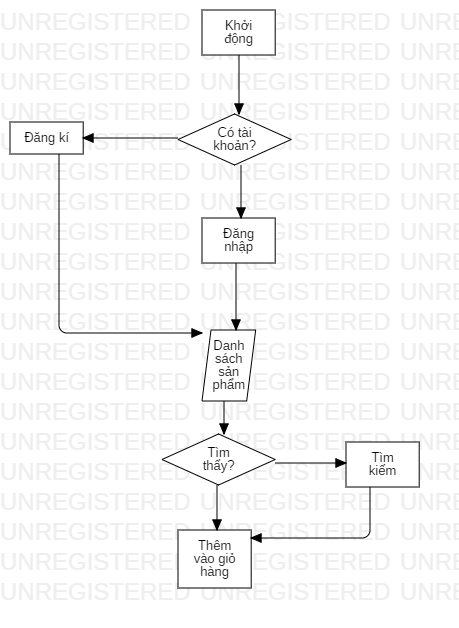 Khởi
động
Có tài
khoản?
Đăng kí
Đăng
nhập
Danh
sách
sản
phẩm
Tìm
thấy?
Tìm
kiếm
Thêm
vào giỏ
hàng
UNREGISTERED